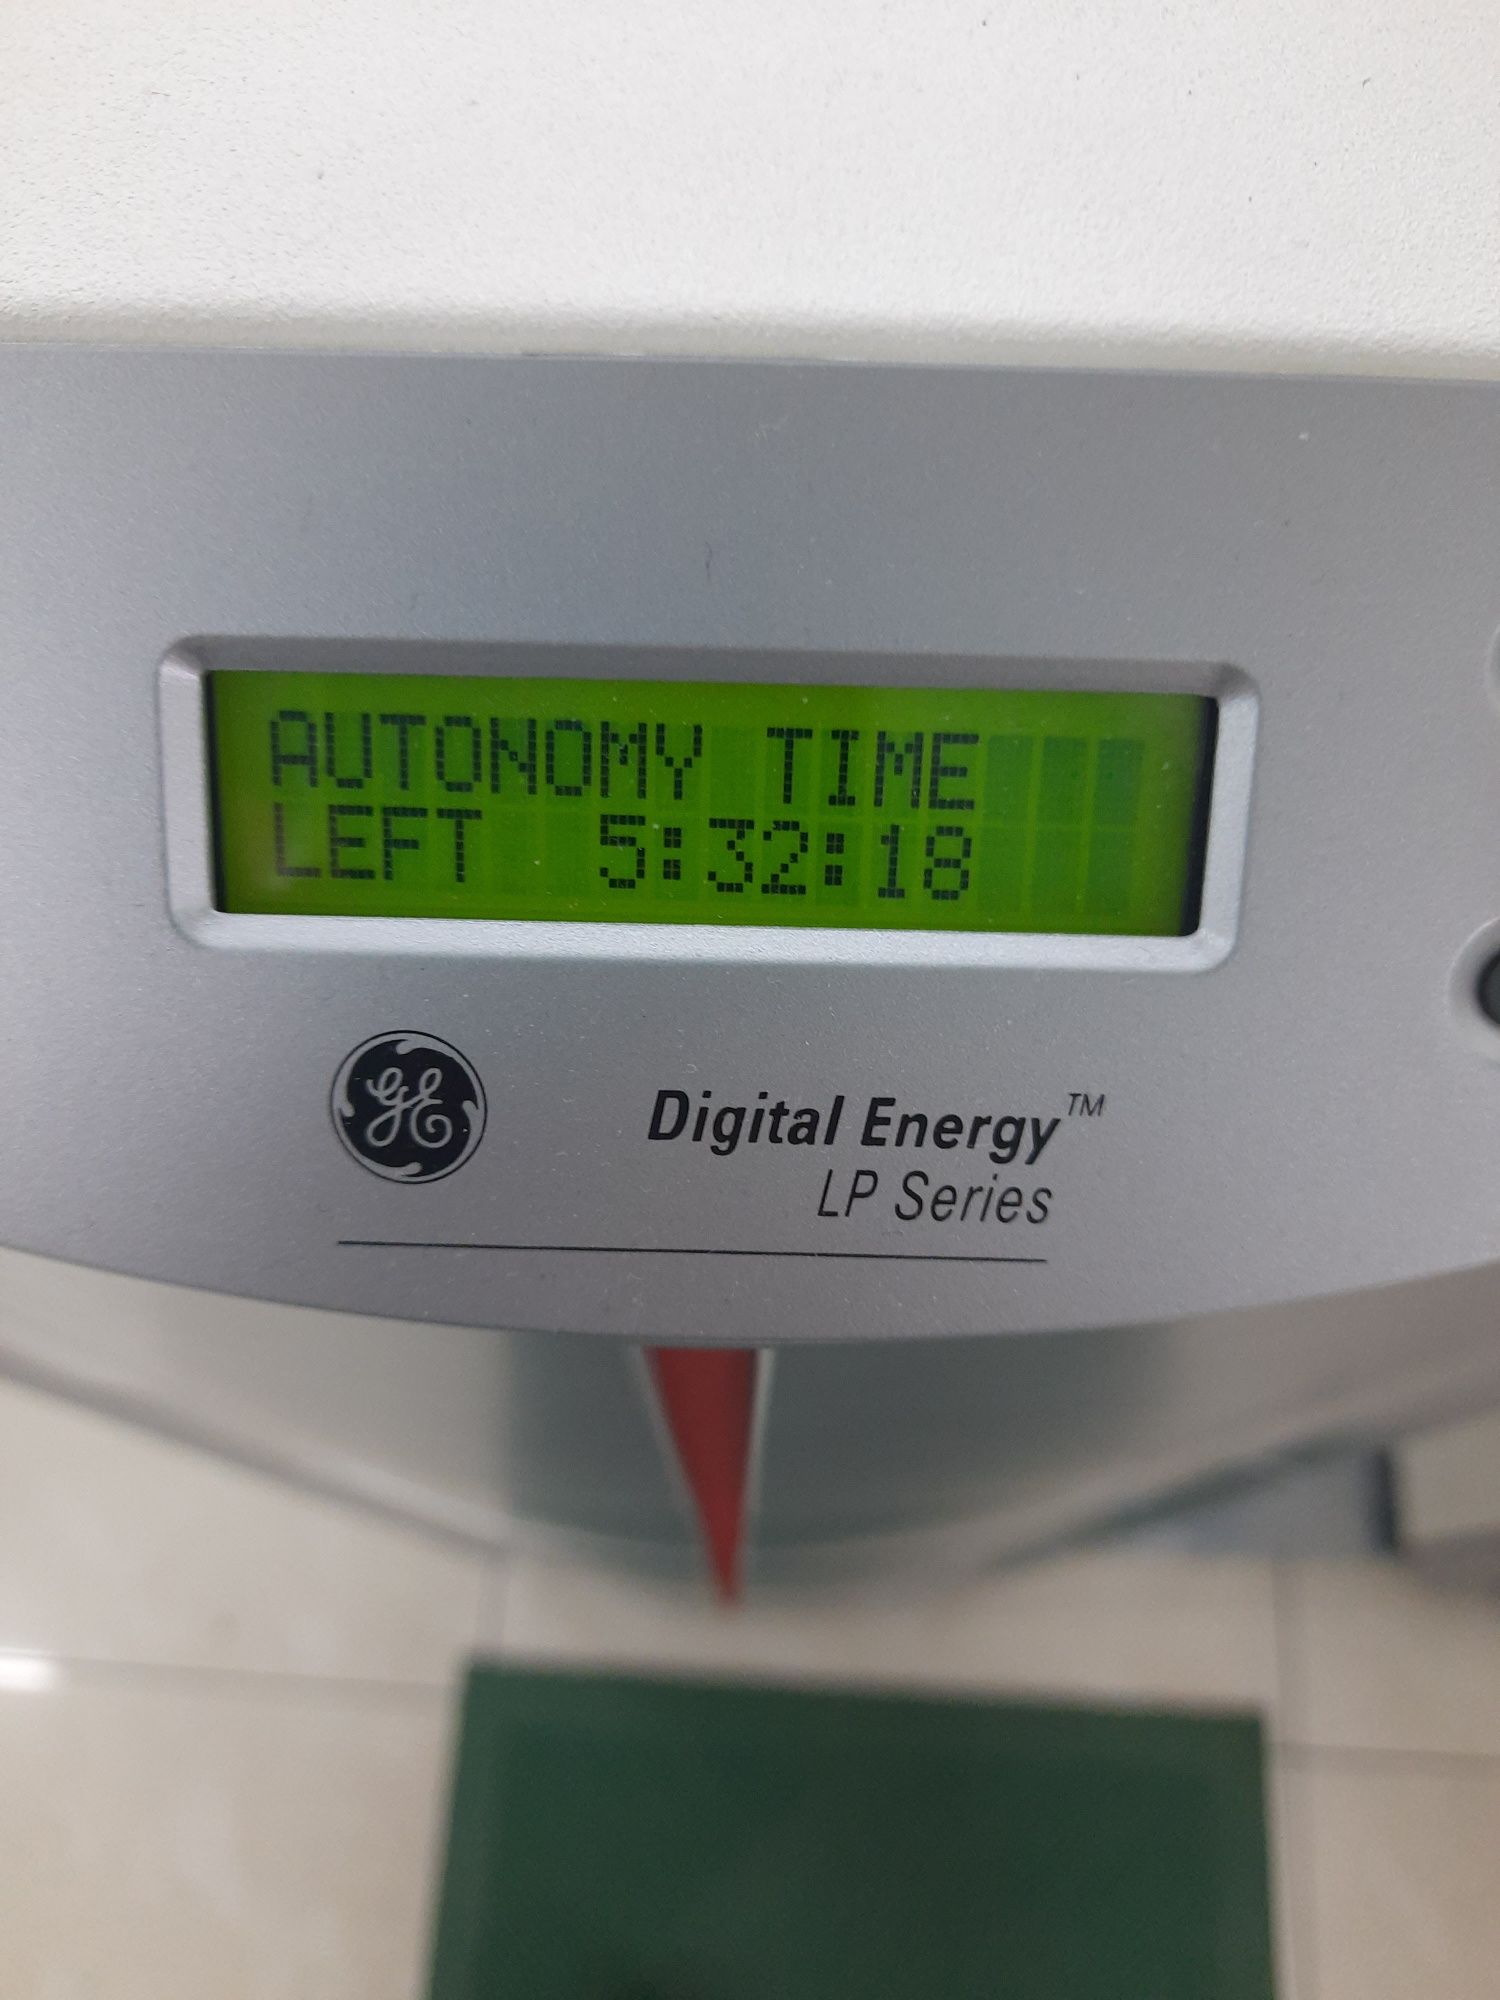 AUTONOMY TIME
LEFT 5:32:18
GE
Digital Energy™
LP Series